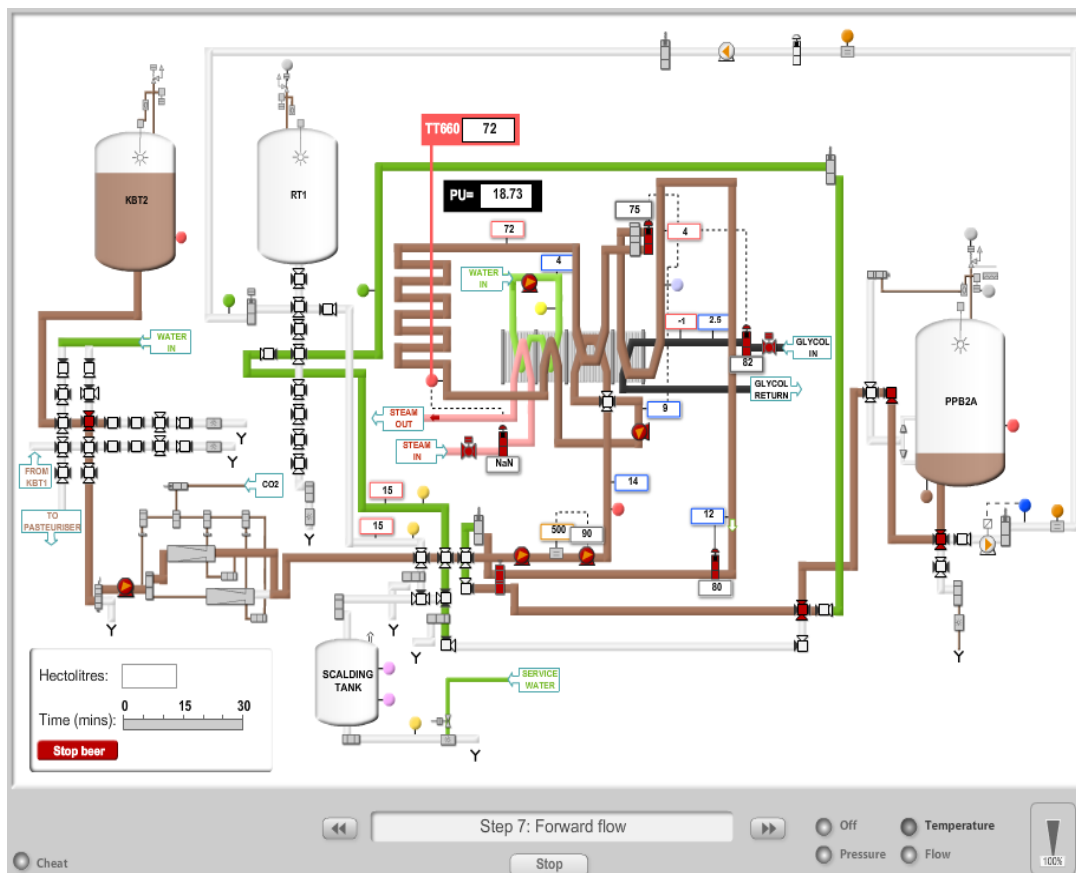 TT660 72
KBT2
RT1
PU= 18.73
75
72
4
WATER
IN
4
-1
2.5
GLYCOL
IN
82
WATER
IN
GLYCOL
RETURN
PPB2A
STEAM
OUT
9
STEAM
IN
NaN
FROM
KBT1
CO2
14
15
TO
PASTEURISER
15
12
500
90
80
SCALDING
TANK
SERVICE
WATER
Hectolitres:
0 15 30
Time (mins):
Stop beer
Step 7: Forward flow
Off
Temperature
Pressure
Flow
Cheat
Stop
100%